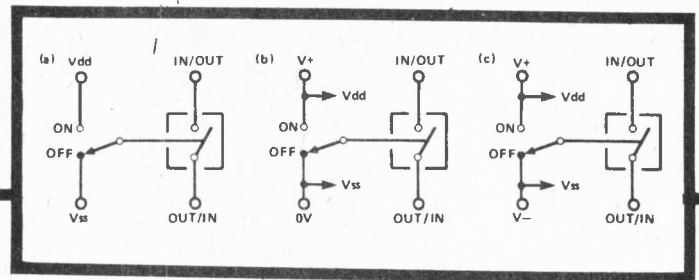 (a) Vdd IN/OUT (b) V+ IN/OUT (c) V+ IN/OUT
Vdd Vdd
ON ON ON
OFF OFF OFF
Vss Vss
Vss OUT/IN 0V OUT/IN V− OUT/IN